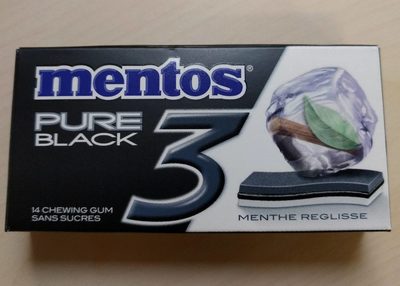 mentos
PURE
BLACK
3
14 CHEWING GUM
SANS SUCRES
MENTHE REGLISSE